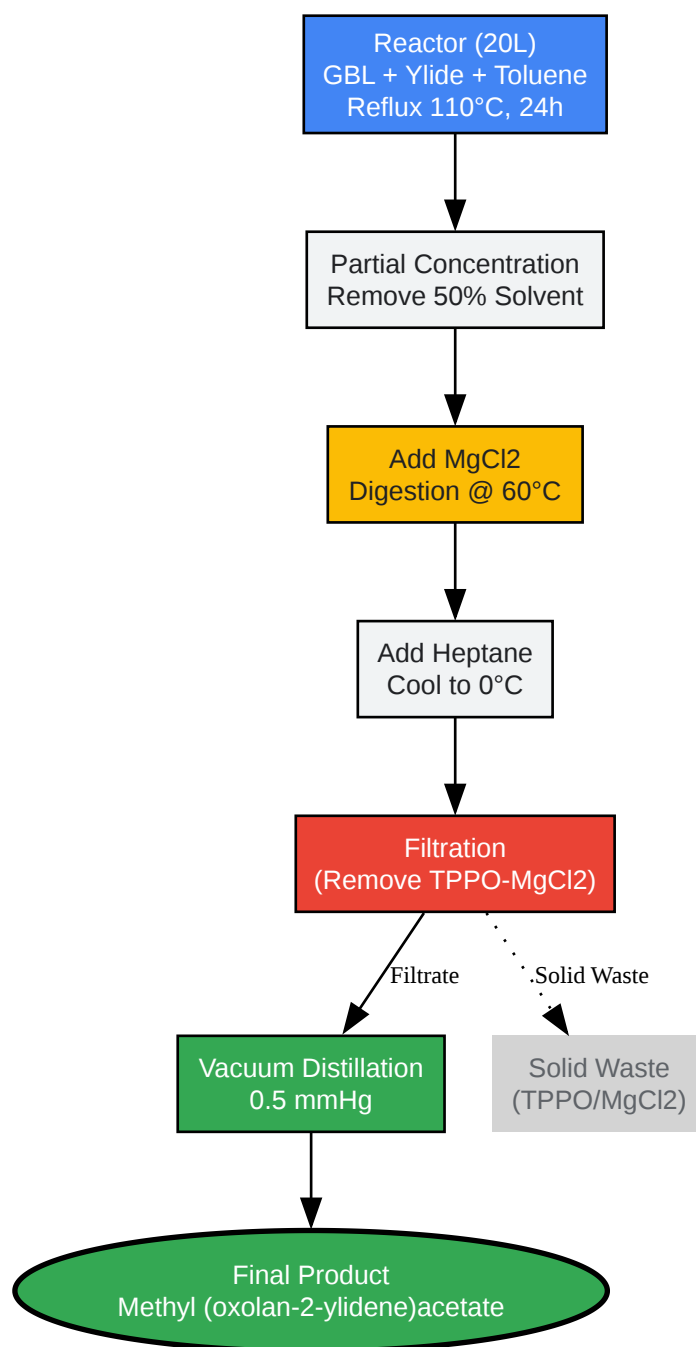 Reactor (20L)
GBL + Ylide + Toluene
Reflux 110°C, 24h
Partial Concentration
Remove 50% Solvent
Add MgCl2
Digestion @ 60°C
Add Heptane
Cool to 0°C
Filtration
(Remove TPPO-MgCl2)
Filtrate
Solid Waste
Vacuum Distillation
0.5 mmHg
Solid Waste
(TPPO/MgCl2)
Final Product
Methyl (oxolan-2-ylidene)acetate